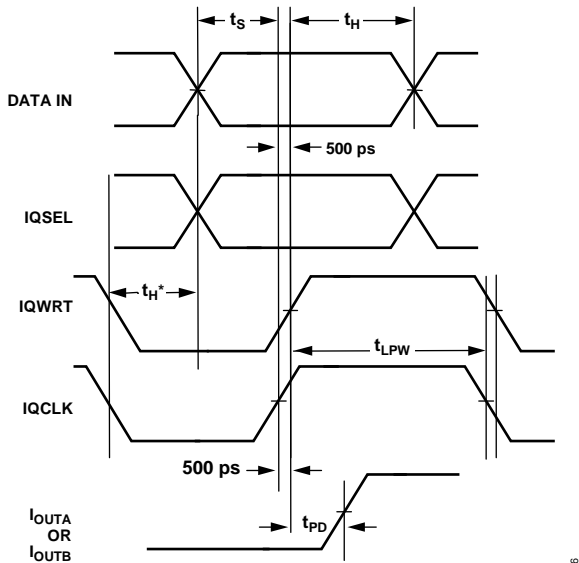 tS
tH
DATA IN
500 ps
IQSEL
tH*
IQWRT
tLPW
IQCLK
500 ps
tPD
IOUTA
OR
IOUTB